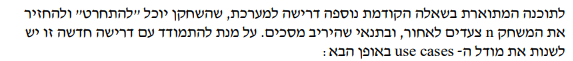 לתוכנה המתוארת בשאלה הקודמת נוספה דרישה למערכת, שהשחקן יוכל "להתחרט" ולהחזיר
את המשחק n צעדים לאחור, ובתנאי שהיריב מסכים. על מנת להתמודד עם דרישה חדשה זו יש
לשנות את מודל ה- use cases באופן הבא: